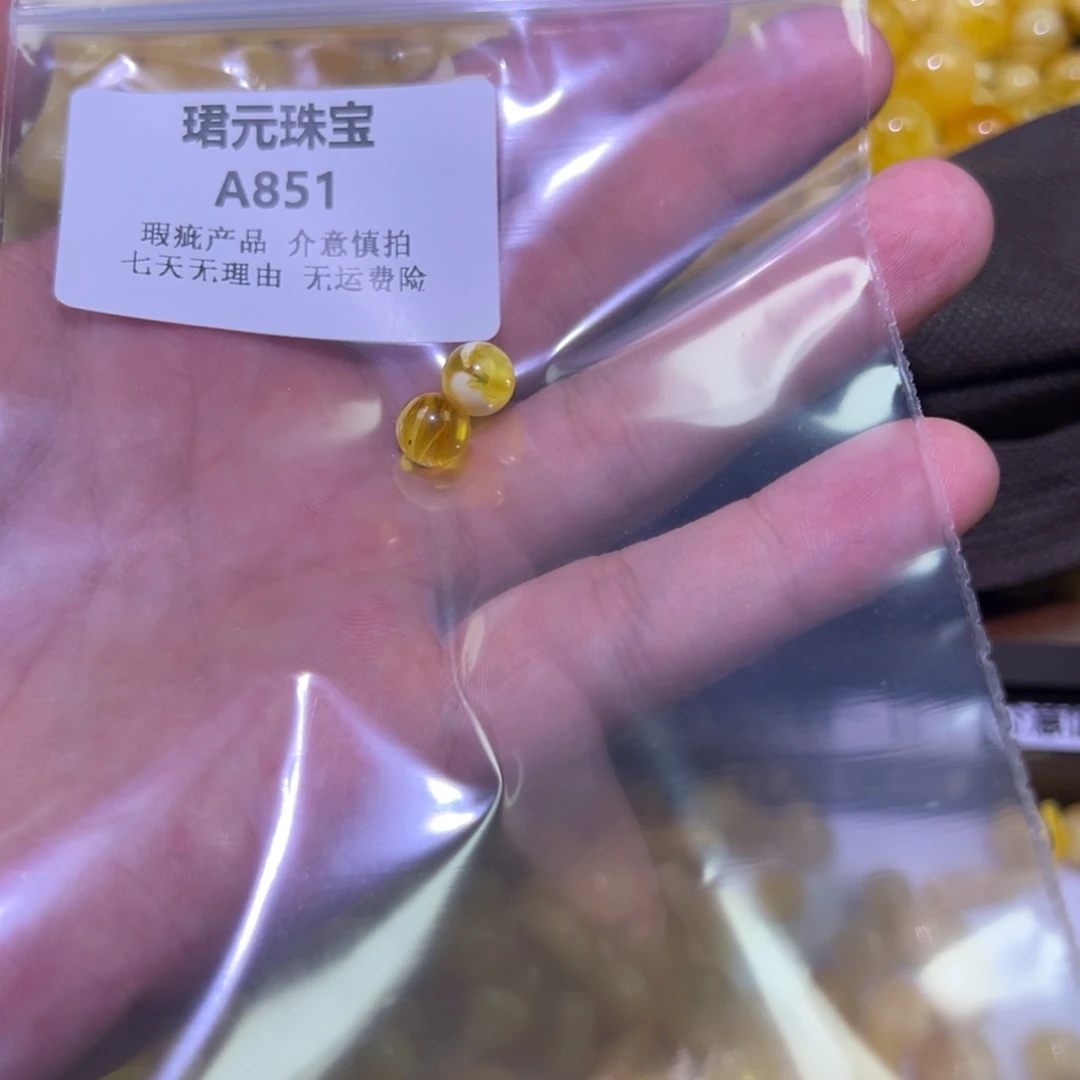 珺元珠宝
A851
瑕疵产品 介意慎拍
七天无理由 无运费险